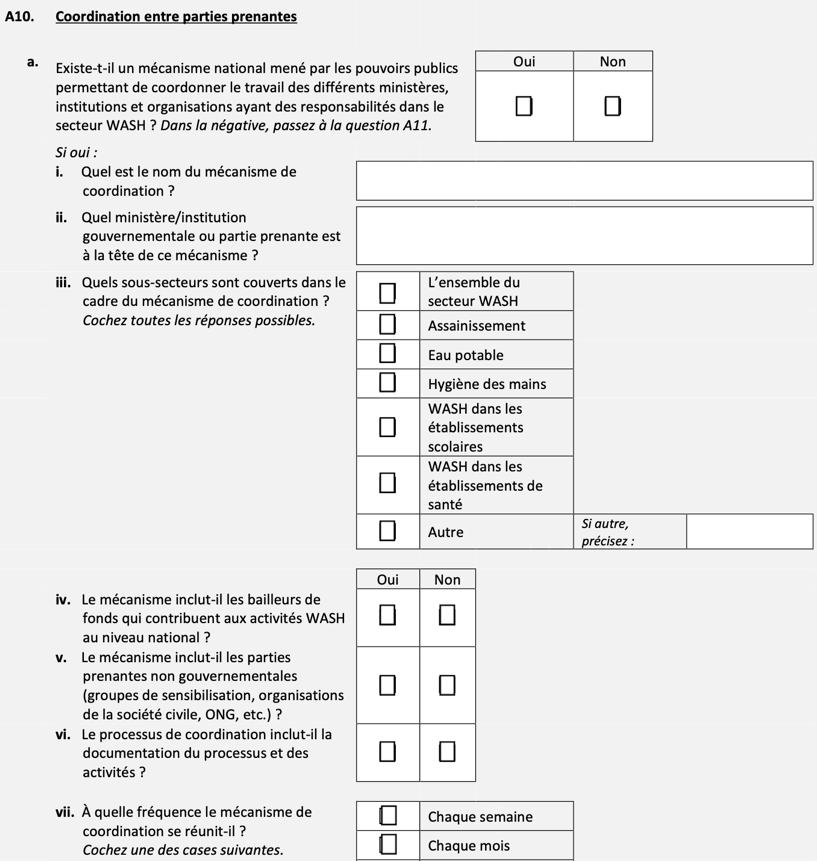 A10. Coordination entre parties prenantes
a. Existe-t-il un mécanisme national mené par les pouvoirs publics
permettant de coordonner le travail des différents ministères,
institutions et organisations ayant des responsabilités dans le
secteur WASH ? Dans la négative, passez à la question A11.
Oui Non
Si oui :
i. Quel est le nom du mécanisme de
coordination ?
ii. Quel ministère/institution
gouvernementale ou partie prenante est
à la tête de ce mécanisme ?
iii. Quels sous-secteurs sont couverts dans le
cadre du mécanisme de coordination ?
Cochez toutes les réponses possibles.
L’ensemble du
secteur WASH
Assainissement
Eau potable
Hygiène des mains
WASH dans les
établissements
scolaires
WASH dans les
établissements de
santé
Autre
Si autre,
précisez :
Oui Non
iv. Le mécanisme inclut-il les bailleurs de
fonds qui contribuent aux activités WASH
au niveau national ?
v. Le mécanisme inclut-il les parties
prenantes non gouvernementales
(groupes de sensibilisation, organisations
de la société civile, ONG, etc.) ?
vi. Le processus de coordination inclut-il la
documentation du processus et des
activités ?
vii. À quelle fréquence le mécanisme de
coordination se réunit-il ?
Cochez une des cases suivantes.
Chaque semaine
Chaque mois